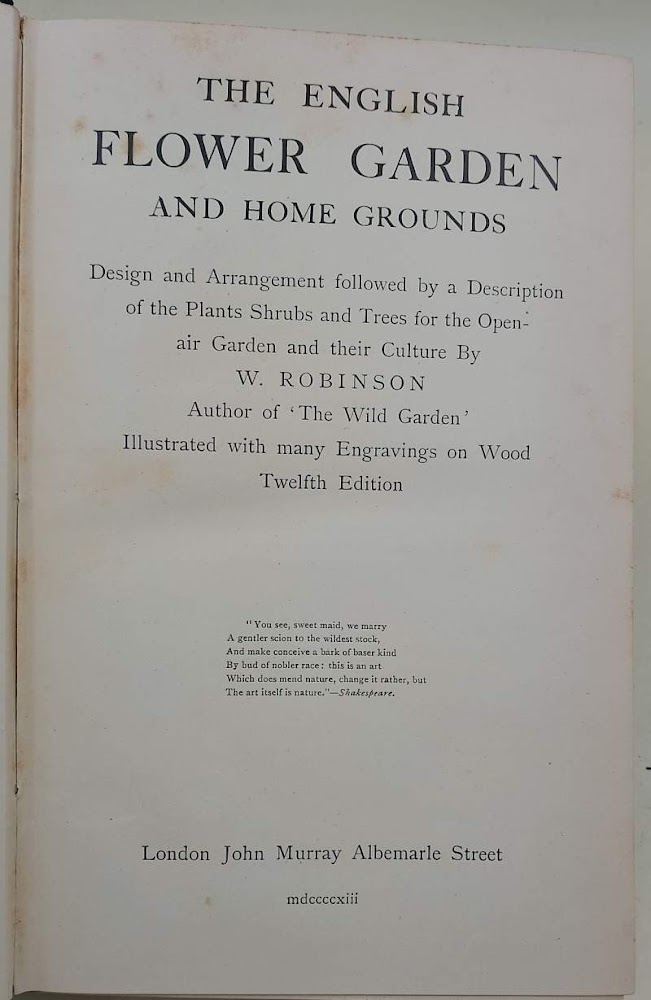 THE ENGLISH
FLOWER GARDEN
AND HOME GROUNDS
Design and Arrangement followed by a Description
of the Plants Shrubs and Trees for the Open-
air Garden and their Culture By
W. ROBINSON
Author of ‘The Wild Garden’
Illustrated with many Engravings on Wood
Twelfth Edition
“You see, sweet maid, we marry
A gentler scion to the wildest stock,
And make conceive a bark of baser kind
By bud of nobler race: this is an art
Which does mend nature, change it rather, but
The art itself is nature.”—Shakespeare.
London John Murray Albemarle Street
mdccccxiii